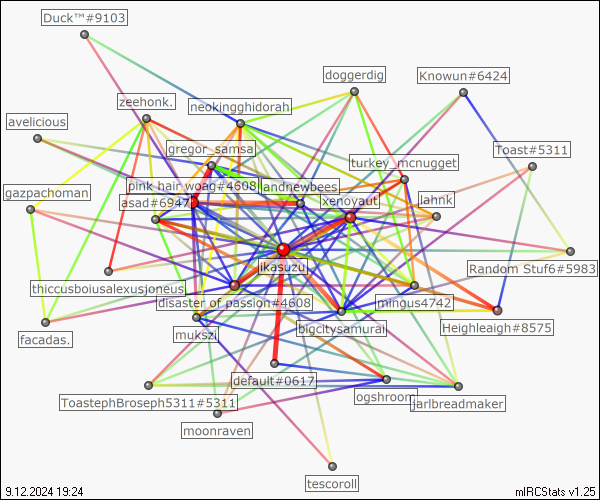 Duck™#9103
doggerdig
Knowun#6424
zeehonk.
neokingghidorah
avelicious
gregor_samsa
Toast#5311
turkey_mcnugget
pink hair woag#4608
landnewbees
gazpachoman
asad#6947
xenoyaut
lahnk
jikasuzu
Random Stuf6#5983
thiccusboiusalexusjoneus
disaster of passion#4608
mingus4742
bigcitysamurai
Heighleaigh#8575
mukszi
facadas.
default#0617
ogshroom
ToastephBroseph5311#5311
jarlbreadmaker
moonraven
tescoroll
9.12.2024 19:24
mIRCStats v1.25